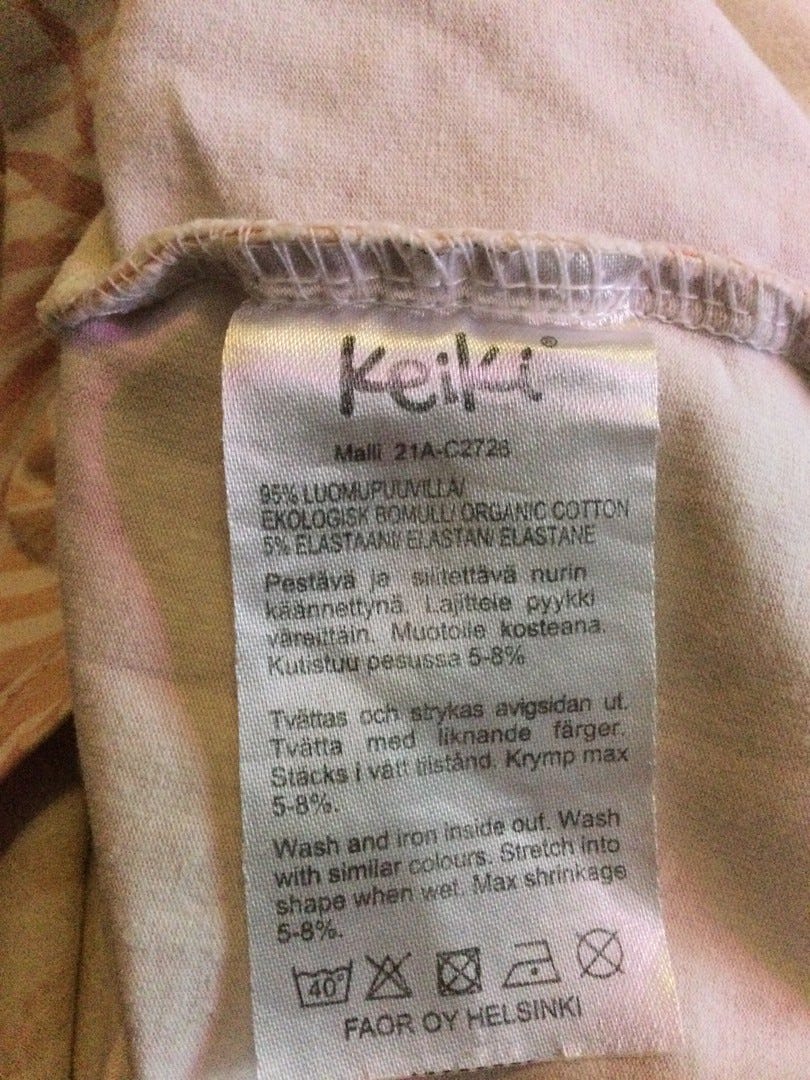 Keiki®
Malli 21A-C2728
95% LUOMUPUUVILLA/
EKOLOGISK BOMULL/ ORGANIC COTTON
5% ELASTAANI/ ELASTAN/ ELASTANE
Pestävä ja silitettävä nurin
käännettynä. Lajittele pyykki
väreittäin. Muotoile kosteana.
Kutistuu pesussa 5-8%
Tvättas och strykas avigsidan ut.
Tvätta med liknande färger.
Stäcks i vått tilstånd. Krymp max
5-8%.
Wash and iron inside out. Wash
with similar colours. Stretch into
shape when wet. Max shrinkage
5-8%.
40°
FAOR OY HELSINKI